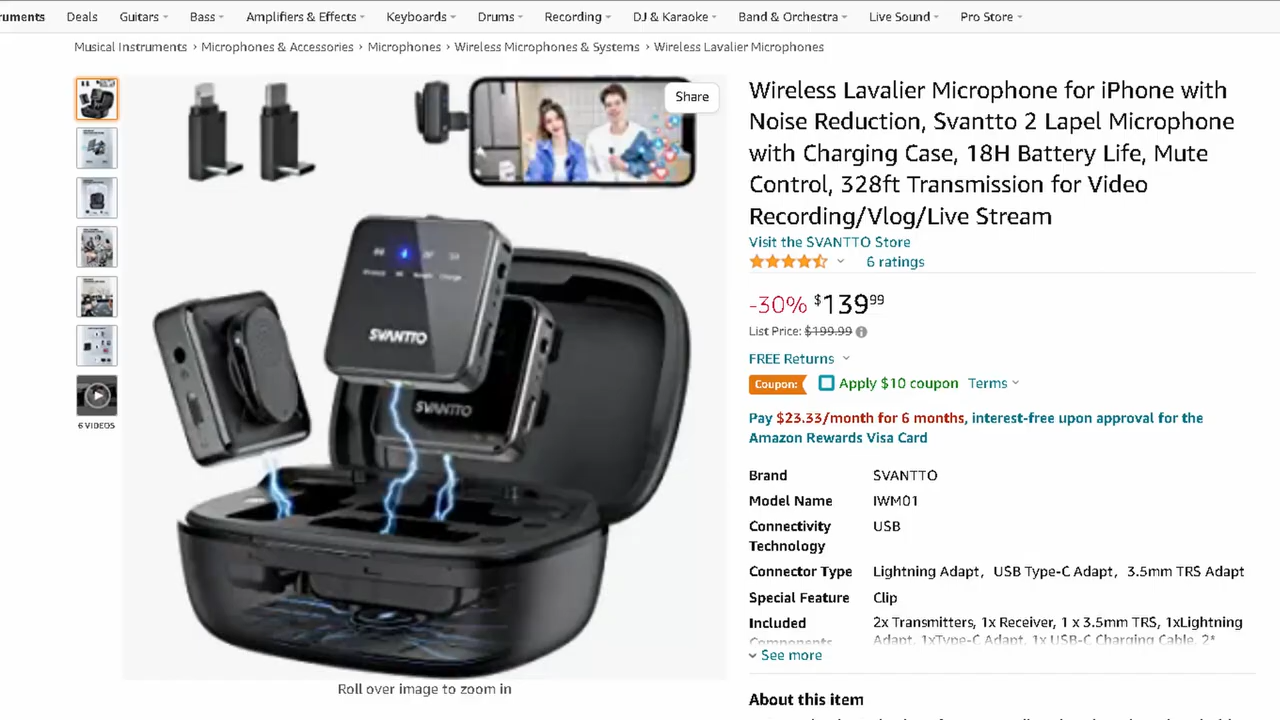 ruments Deals Guitars Bass Amplifiers & Effects Keyboards Drums Recording DJ & Karaoke Band & Orchestra Live Sound Pro Store
Musical Instruments › Microphones & Accessories › Microphones › Wireless Microphones & Systems › Wireless Lavalier Microphones
Share
SVANTTO
SVANTTO
6 VIDEOS
Roll over image to zoom in
Wireless Lavalier Microphone for iPhone with
Noise Reduction, Svantto 2 Lapel Microphone
with Charging Case, 18H Battery Life, Mute
Control, 328ft Transmission for Video
Recording/Vlog/Live Stream
Visit the SVANTTO Store
6 ratings
-30% $13999
List Price: $199.99
FREE Returns
Coupon: Apply $10 coupon Terms
Pay $23.33/month for 6 months, interest-free upon approval for the
Amazon Rewards Visa Card
Brand SVANTTO
Model Name IWM01
Connectivity USB
Technology
Connector Type Lightning Adapt, USB Type-C Adapt, 3.5mm TRS Adapt
Special Feature Clip
Included 2x Transmitters, 1x Receiver, 1 x 3.5mm TRS, 1xLightning
Components Adapt, 1xType-C Adapt, 1x USB-C Charging Cable, 2*
See more
About this item